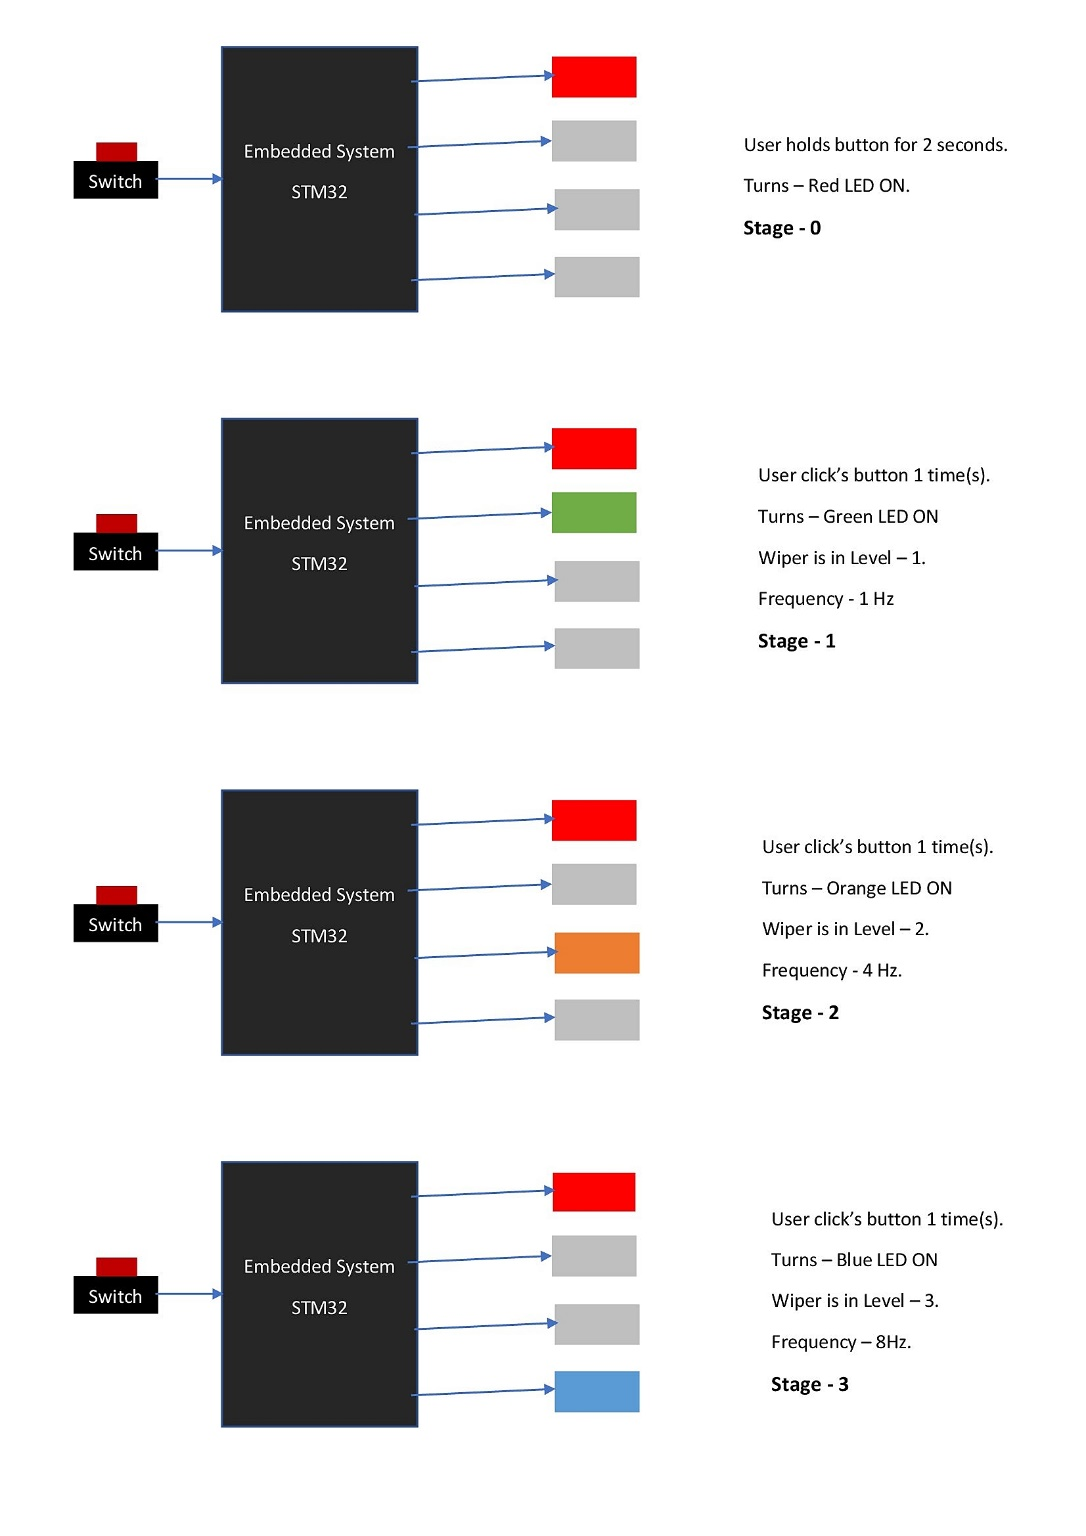 Embedded System
STM32
Switch
User holds button for 2 seconds.
Turns – Red LED ON.
Stage - 0
Embedded System
STM32
Switch
User click’s button 1 time(s).
Turns – Green LED ON
Wiper is in Level – 1.
Frequency - 1 Hz
Stage - 1
Embedded System
STM32
Switch
User click’s button 1 time(s).
Turns – Orange LED ON
Wiper is in Level – 2.
Frequency - 4 Hz.
Stage - 2
Embedded System
STM32
Switch
User click’s button 1 time(s).
Turns – Blue LED ON
Wiper is in Level – 3.
Frequency – 8Hz.
Stage - 3